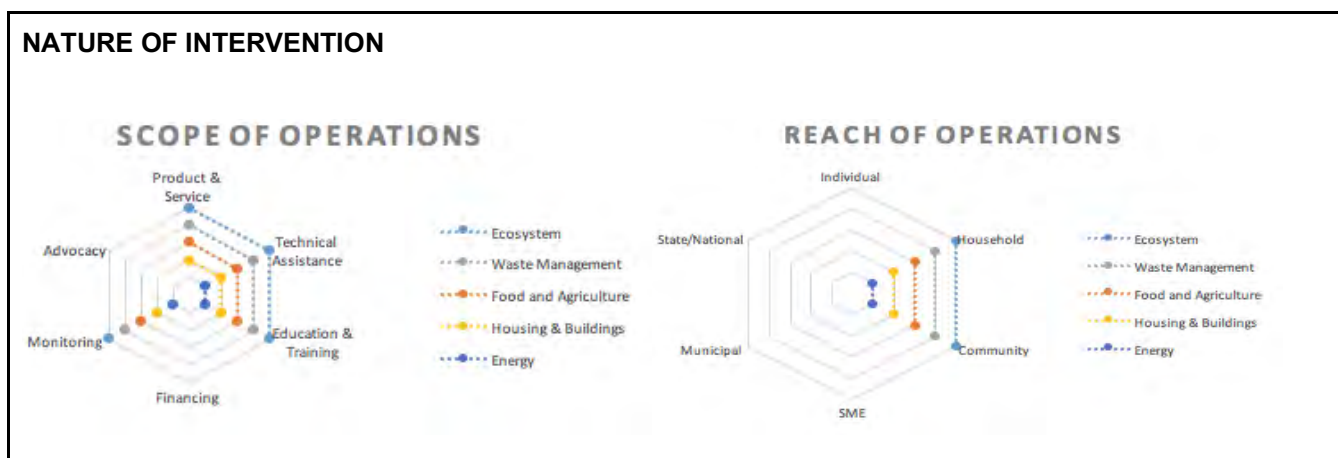 NATURE OF INTERVENTION
SCOPE OF OPERATIONS
Product &
Service
Technical
Assistance
Education &
Training
Financing
Monitoring
Advocacy
Ecosystem
Waste Management
Food and Agriculture
Housing & Buildings
Energy
REACH OF OPERATIONS
Individual
Household
Community
SME
Municipal
State/National
Ecosystem
Waste Management
Food and Agriculture
Housing & Buildings
Energy